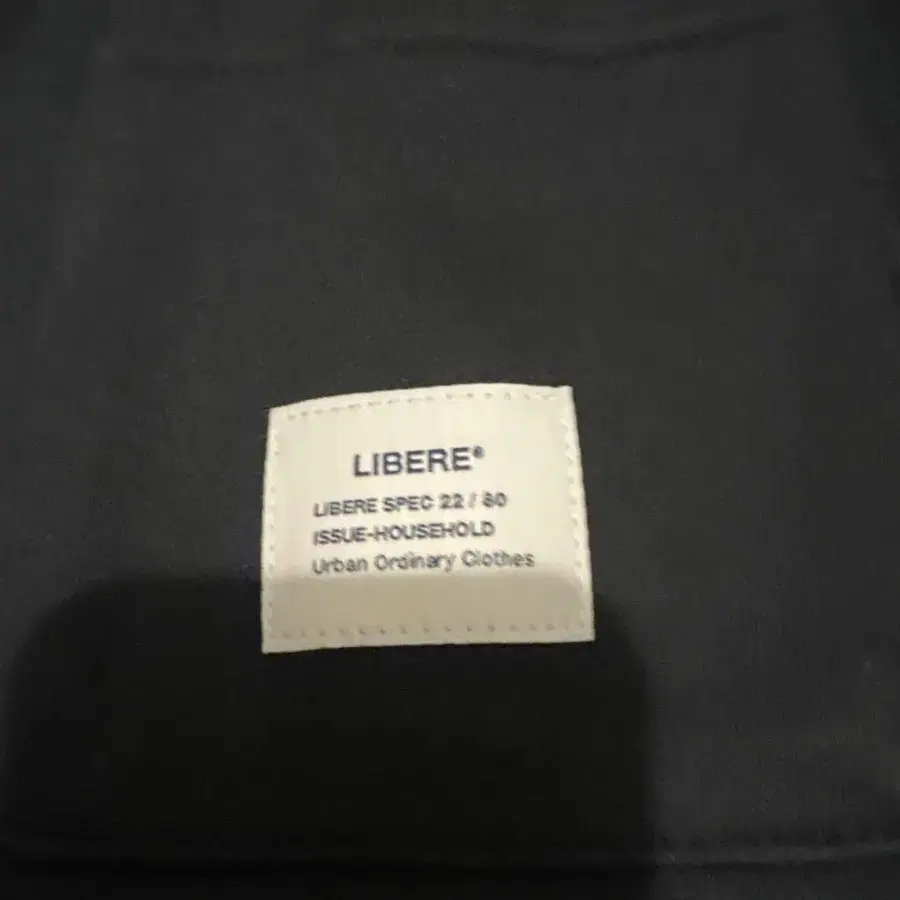 LIBERE®
LIBERE SPEC 22 / 80
ISSUE-HOUSEHOLD
Urban Ordinary Clothes